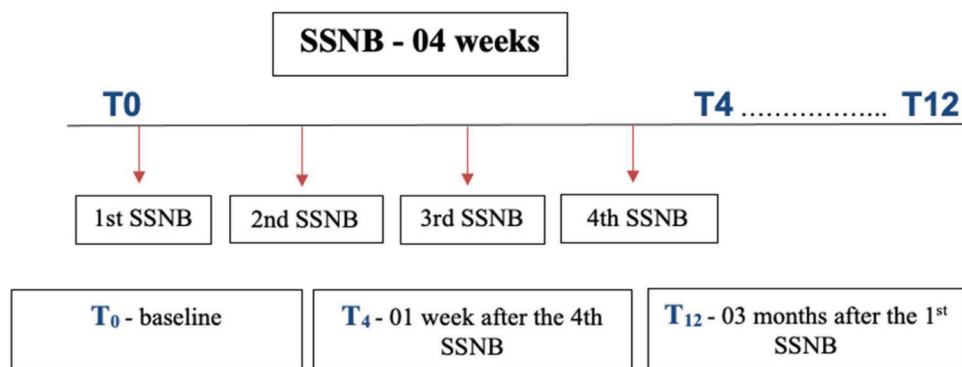 SSNB - 04 weeks
T0 T4 ................. T12
1st SSNB 2nd SSNB 3rd SSNB 4th SSNB
T₀ - baseline
T₄ - 01 week after the 4th
SSNB
T₁₂ - 03 months after the 1ˢᵗ
SSNB